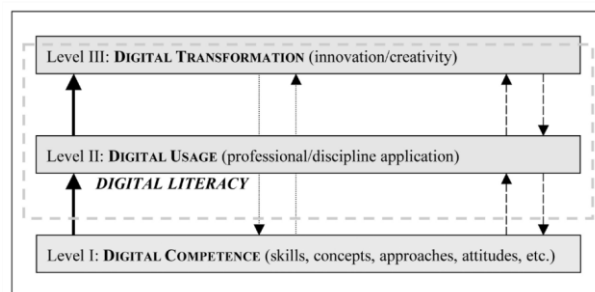 Level III: DIGITAL TRANSFORMATION (innovation/creativity)
Level II: DIGITAL USAGE (professional/discipline application)
DIGITAL LITERACY
Level I: DIGITAL COMPETENCE (skills, concepts, approaches, attitudes, etc.)